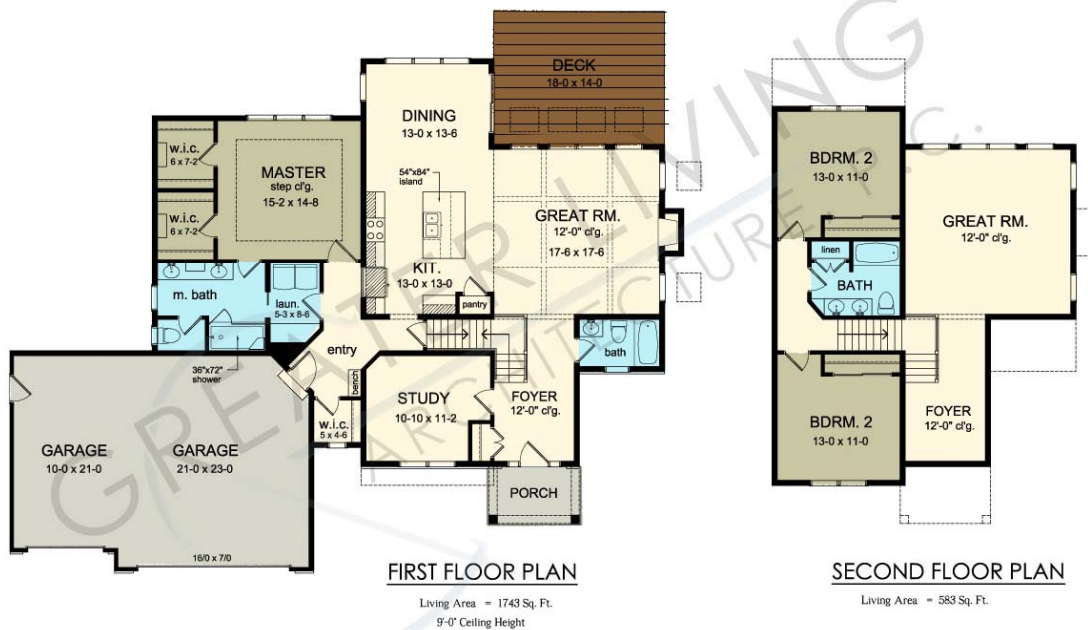 DECK
18-0 x 14-0
DINING
13-0 x 13-6
w.i.c.
6 x 7-2
MASTER
step cl'g.
15-2 x 14-8
w.i.c.
6 x 7-2
54"x84"
island
GREAT RM.
12'-0" cl'g.
17-6 x 17-6
KIT.
13-0 x 13-0
pantry
m. bath
laun.
5-3 x 8-6
entry
bench
bath
36"x72"
shower
STUDY
10-10 x 11-2
FOYER
12'-0" cl'g.
w.i.c.
5 x 4-6
GARAGE
10-0 x 21-0
GARAGE
21-0 x 23-0
PORCH
16/0 x 7/0
FIRST FLOOR PLAN
Living Area = 1743 Sq. Ft.
9'-0" Ceiling Height
BDRM. 2
13-0 x 11-0
GREAT RM.
12'-0" cl'g.
linen
BATH
BDRM. 2
13-0 x 11-0
FOYER
12'-0" cl'g.
SECOND FLOOR PLAN
Living Area = 583 Sq. Ft.
GREATER LIVING
ARCHITECTURE P.C.